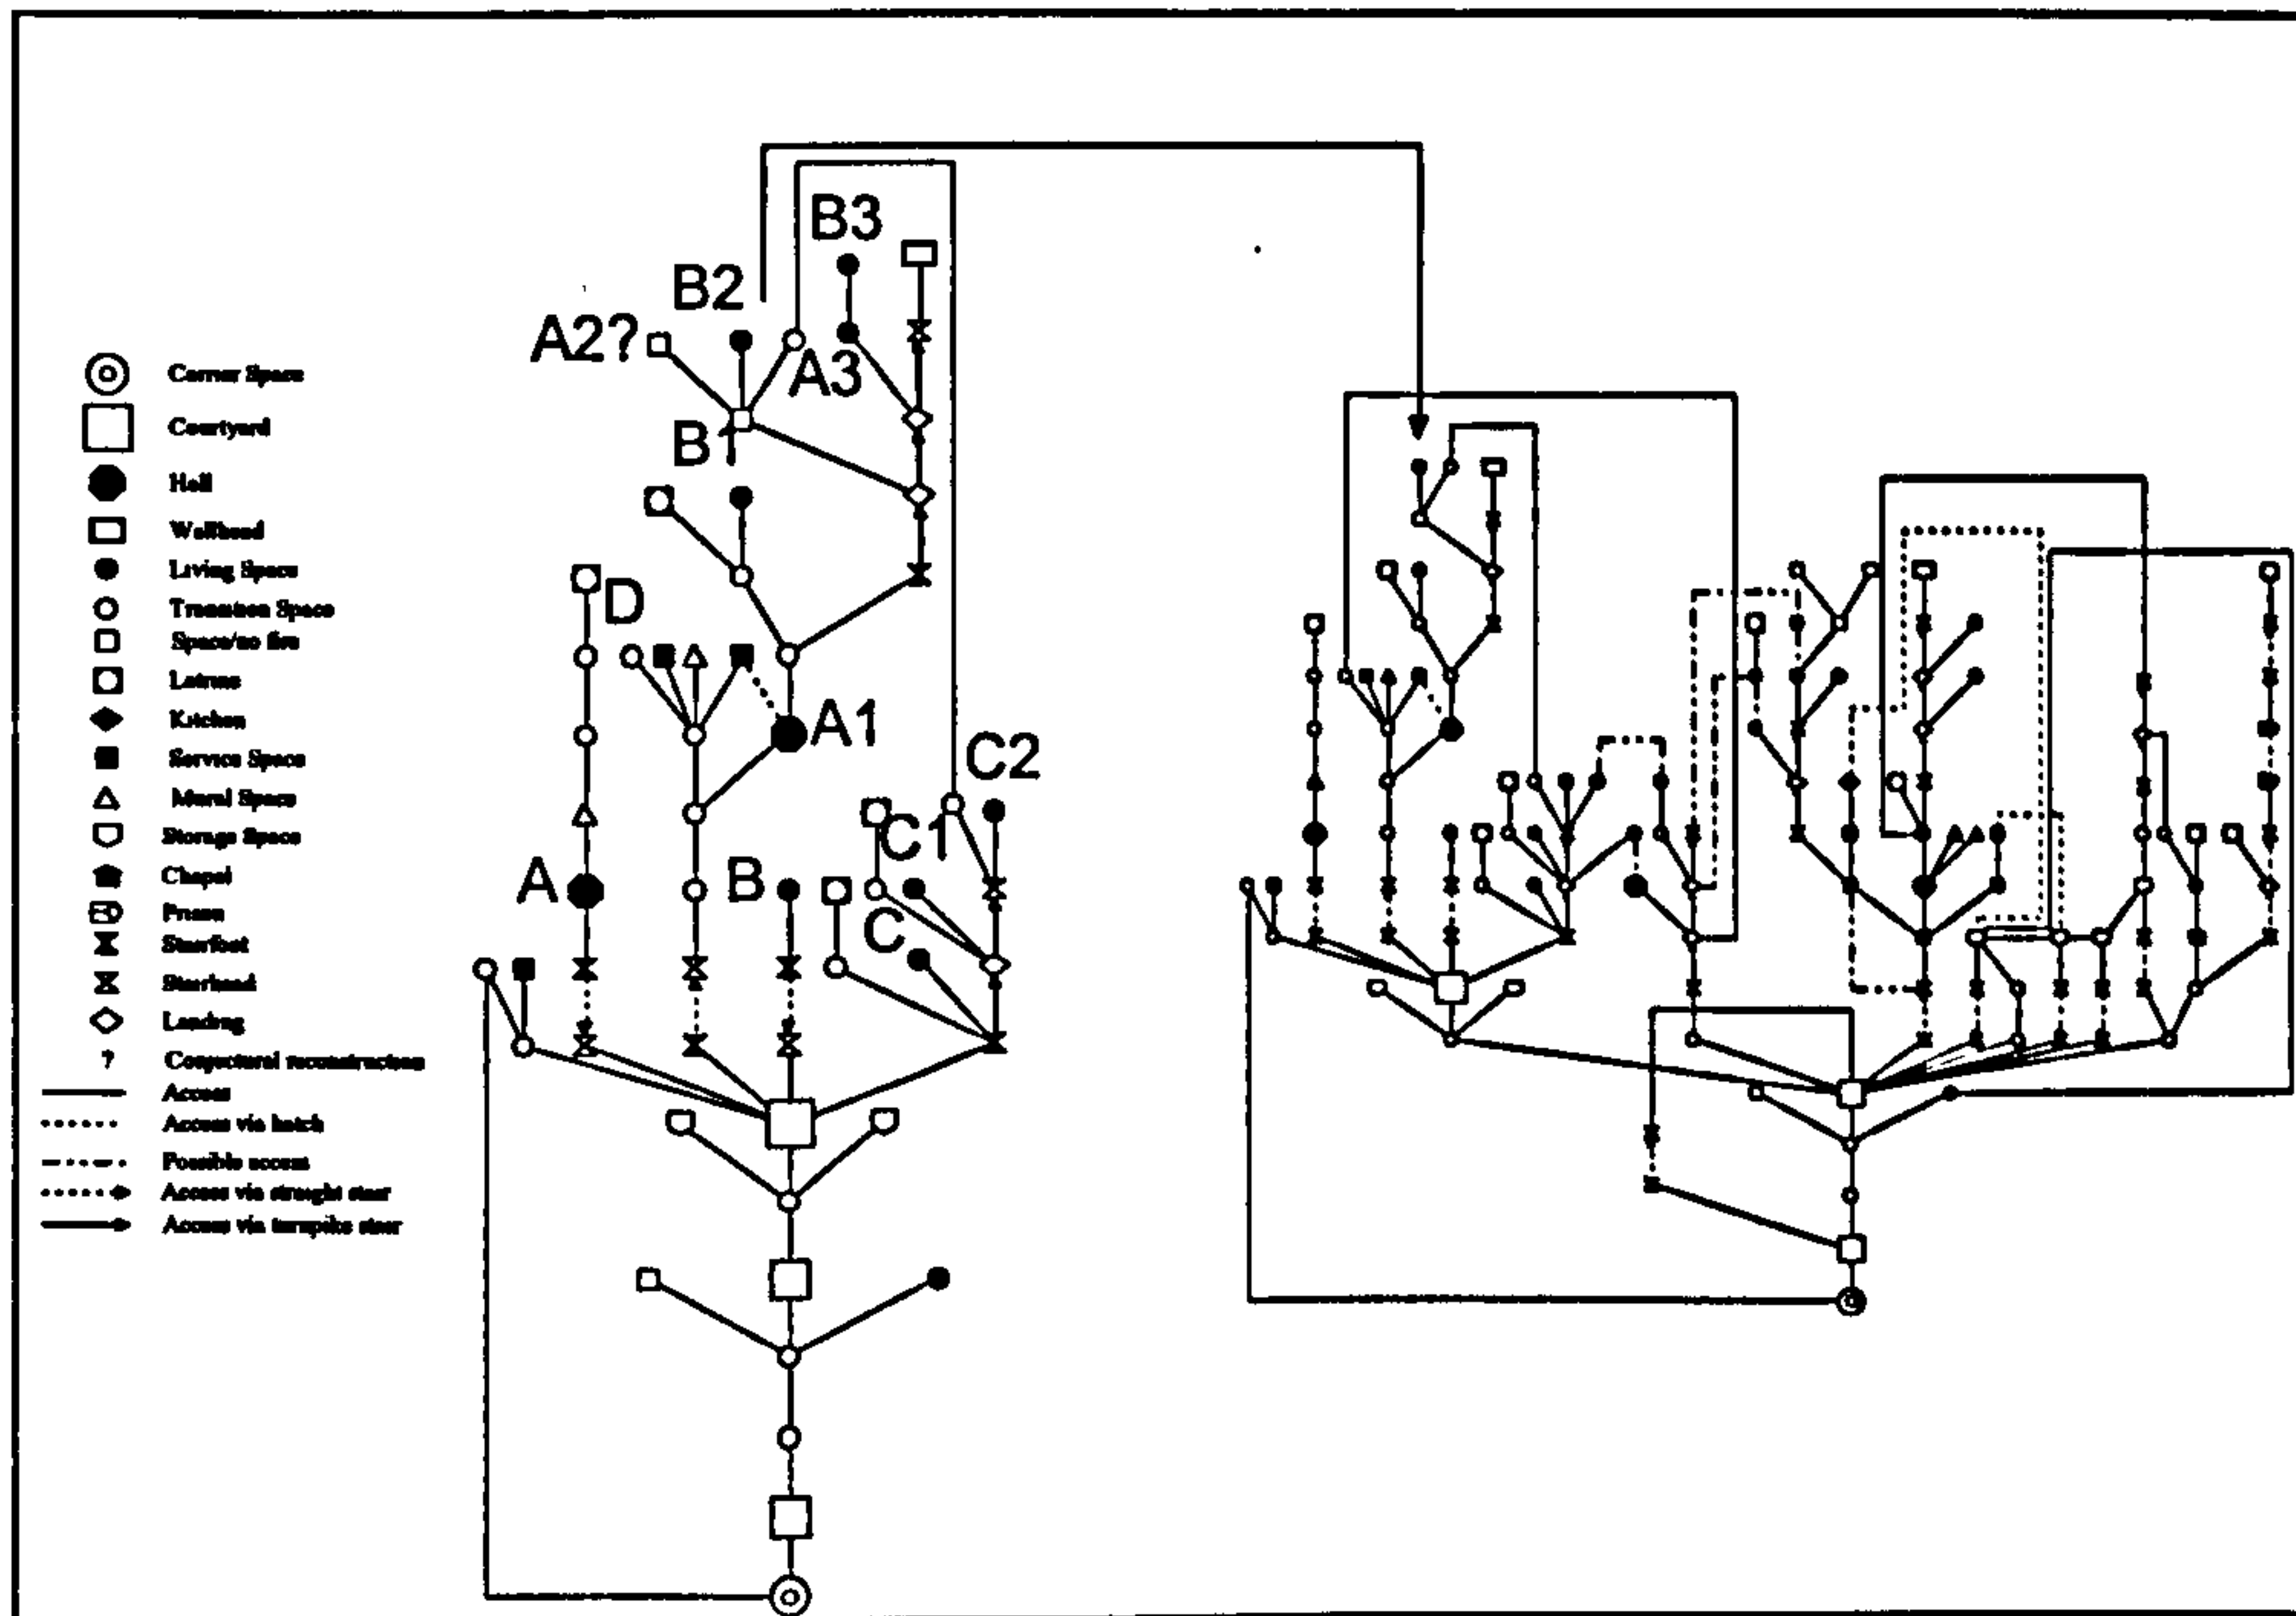 B3
B2
A2?
A3
B1
D
A1
C2
C1
A
B
C
Carrier Space
Courtyard
Hall
Wallhead
Living Space
Transition Space
Space/no fire
Latrine
Kitchen
Service Space
Mural Space
Storage Space
Chapel
Prison
Stairfoot
Stairhead
Landing
? Conjectural reconstruction
Access
Access via hatch
Possible access
Access via straight stair
Access via turnpike stair